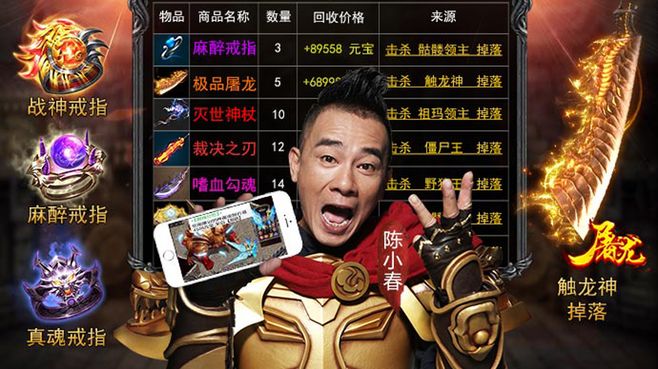 物品 商品名称 数量 回收价格 来源
麻醉戒指 3 +89558 元宝 击杀 骷髅领主 掉落
极品屠龙 5 击杀 触龙神 掉落
灭世神杖 10 击杀 祖玛领主 掉落
裁决之刃 12 击杀 僵尸王 掉落
嗜血勾魂 14 击杀 掉落
掉落
战神戒指
麻醉戒指
真魂戒指
陈小春
屠龙
触龙神
掉落